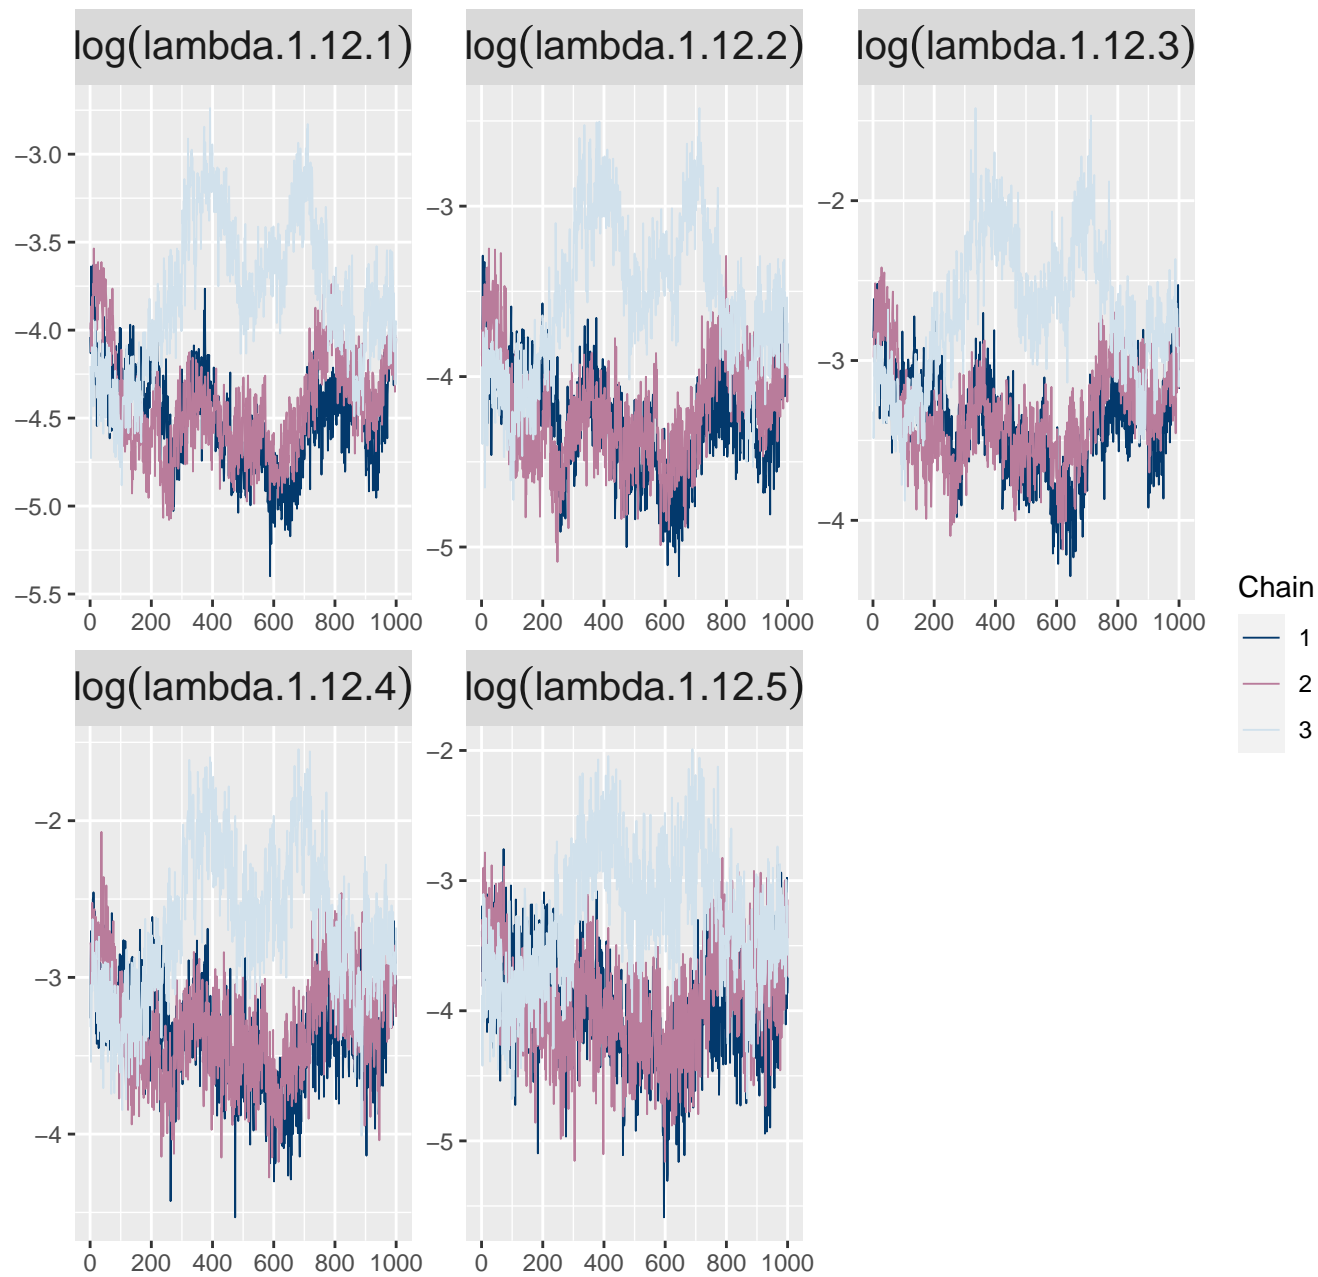 log(lambda.1.12.1)
log(lambda.1.12.2)
log(lambda.1.12.3)
−3.0
−3.5
−4.0
−4.5
−5.0
−5.5
0 200 400 600 800 1000
−3
−4
−5
0 200 400 600 800 1000
−2
−3
−4
0 200 400 600 800 1000
log(lambda.1.12.4)
log(lambda.1.12.5)
−2
−3
−4
0 200 400 600 800 1000
−2
−3
−4
−5
0 200 400 600 800 1000
Chain
1
2
3